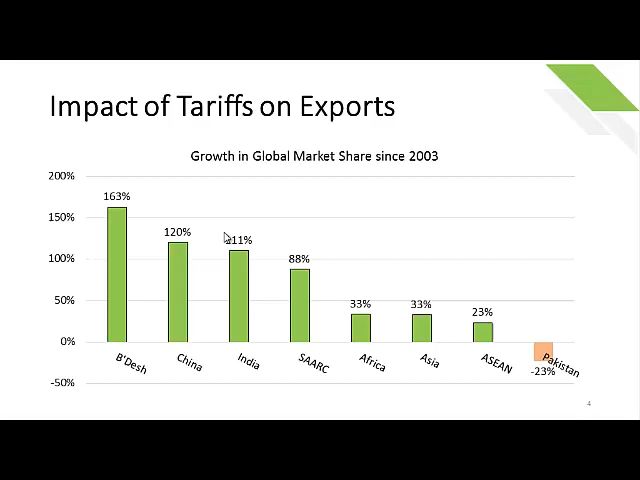 Impact of Tariffs on Exports
Growth in Global Market Share since 2003
200%
150%
100%
50%
0%
-50%
163%
120%
111%
88%
33%
33%
23%
-23%
B'Desh
China
India
SAARC
Africa
Asia
ASEAN
Pakistan
4